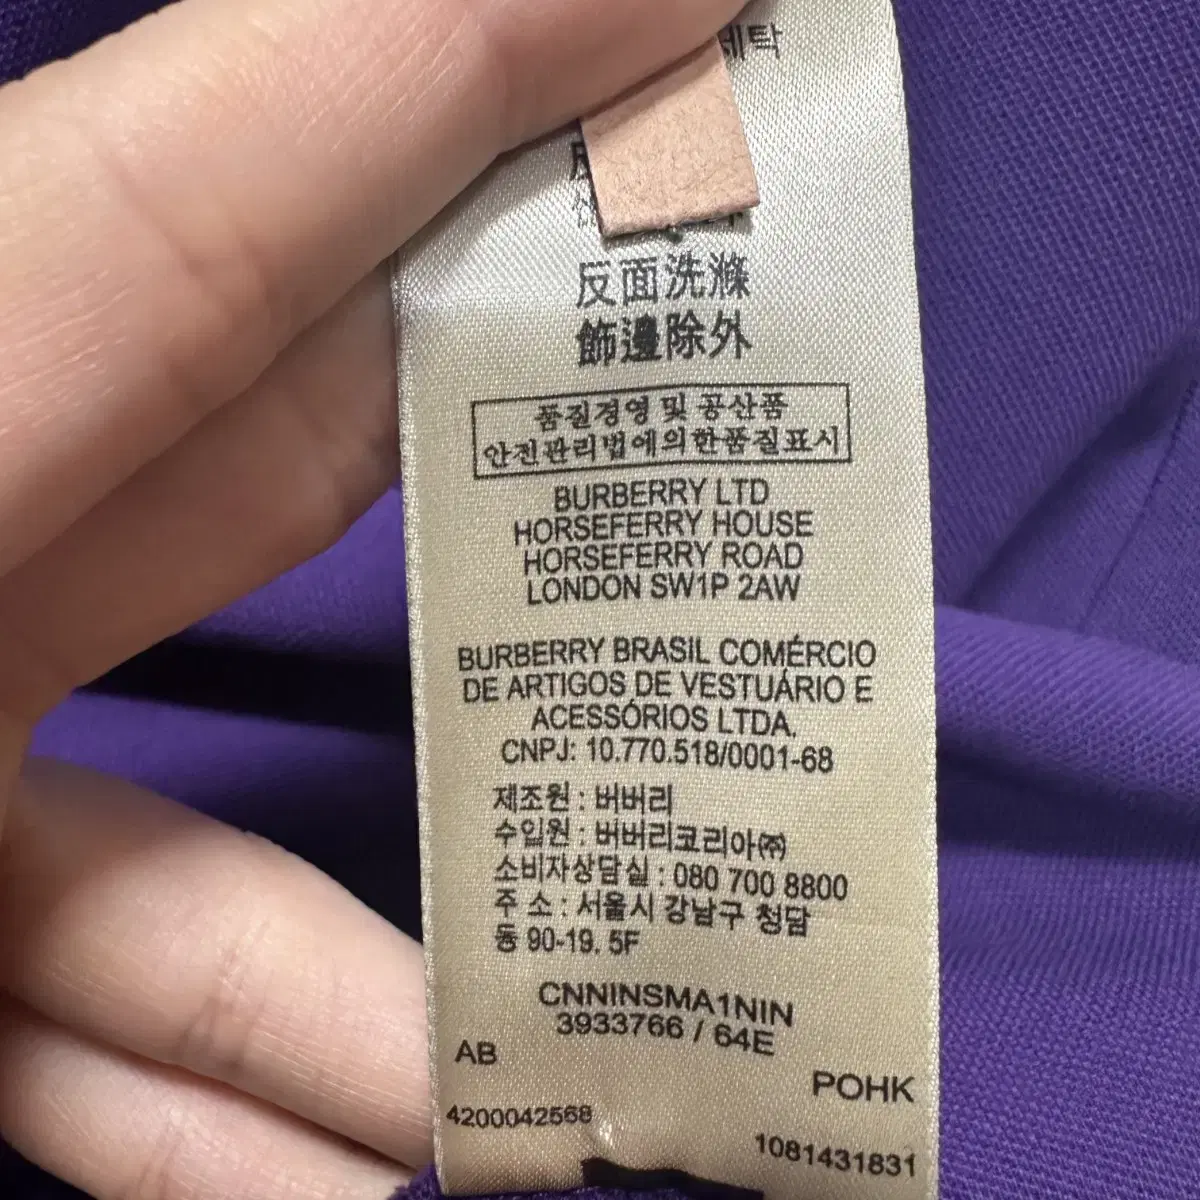 세탁
反面洗滌
飾邊除外
품질경영 및 공산품
안전관리법에의한품질표시
BURBERRY LTD
HORSEFERRY HOUSE
HORSEFERRY ROAD
LONDON SW1P 2AW
BURBERRY BRASIL COMÉRCIO
DE ARTIGOS DE VESTUÁRIO E
ACESSÓRIOS LTDA.
CNPJ: 10.770.518/0001-68
제조원 : 버버리
수입원 : 버버리코리아㈜
소비자상담실 : 080 700 8800
주 소 : 서울시 강남구 청담
동 90-19. 5F
CNNINSMA1NIN
3933766 / 64E
AB
POHK
4200042568
1081431831